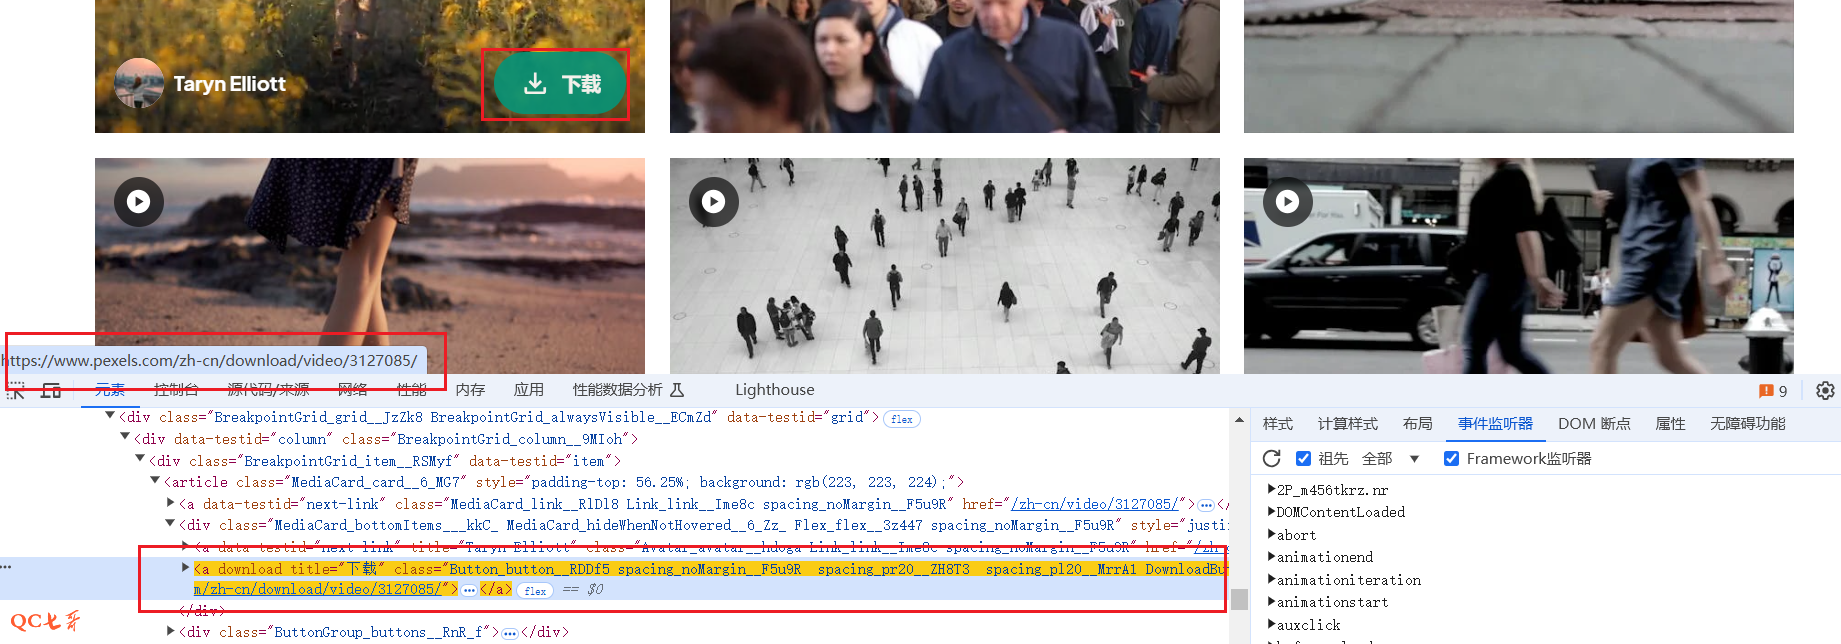 Taryn Elliott
下载
https://www.pexels.com/zh-cn/download/video/3127085/
元素 控制台 源代码/来源 网络 性能 内存 应用 性能数据分析 Lighthouse 9
<div class="BreakpointGrid_grid__JzZk8 BreakpointGrid_alwaysVisible__ECmZd" data-testid="grid"> flex
<div data-testid="column" class="BreakpointGrid_column__9MIoh">
<div class="BreakpointGrid_item__RSMyf" data-testid="item">
<article class="MediaCard_card__6_MG7" style="padding-top: 56.25%; background: rgb(223, 223, 224);">
<a data-testid="next-link" class="MediaCard_link__RlDl8 Link_link__Ime8c spacing_noMargin__F5u9R" href="/zh-cn/video/3127085/">…</
<div class="MediaCard_bottomItems___kkC_ MediaCard_hideWhenNotHovered__6_Zz_ Flex_flex__3z447 spacing_noMargin__F5u9R" style="justi
<a data-testid="next-link" title="Taryn Elliott" class="Avatar_avatar__hdoga Link_link__Ime8c spacing_noMargin__F5u9R" href="/zh-
<a download title="下载" class="Button_button__RDDf5 spacing_noMargin__F5u9R spacing_pr20__ZH8T3 spacing_pl20__MrrA1 DownloadBu
m/zh-cn/download/video/3127085/">…</a> flex == $0
</div>
<div class="ButtonGroup_buttons__RnR_f">…</div>
样式 计算样式 布局 事件监听器 DOM 断点 属性 无障碍功能
祖先 全部 ▼ Framework监听器
2P_m456tkrz.nr
DOMContentLoaded
abort
animationend
animationiteration
animationstart
auxclick
QC七哥